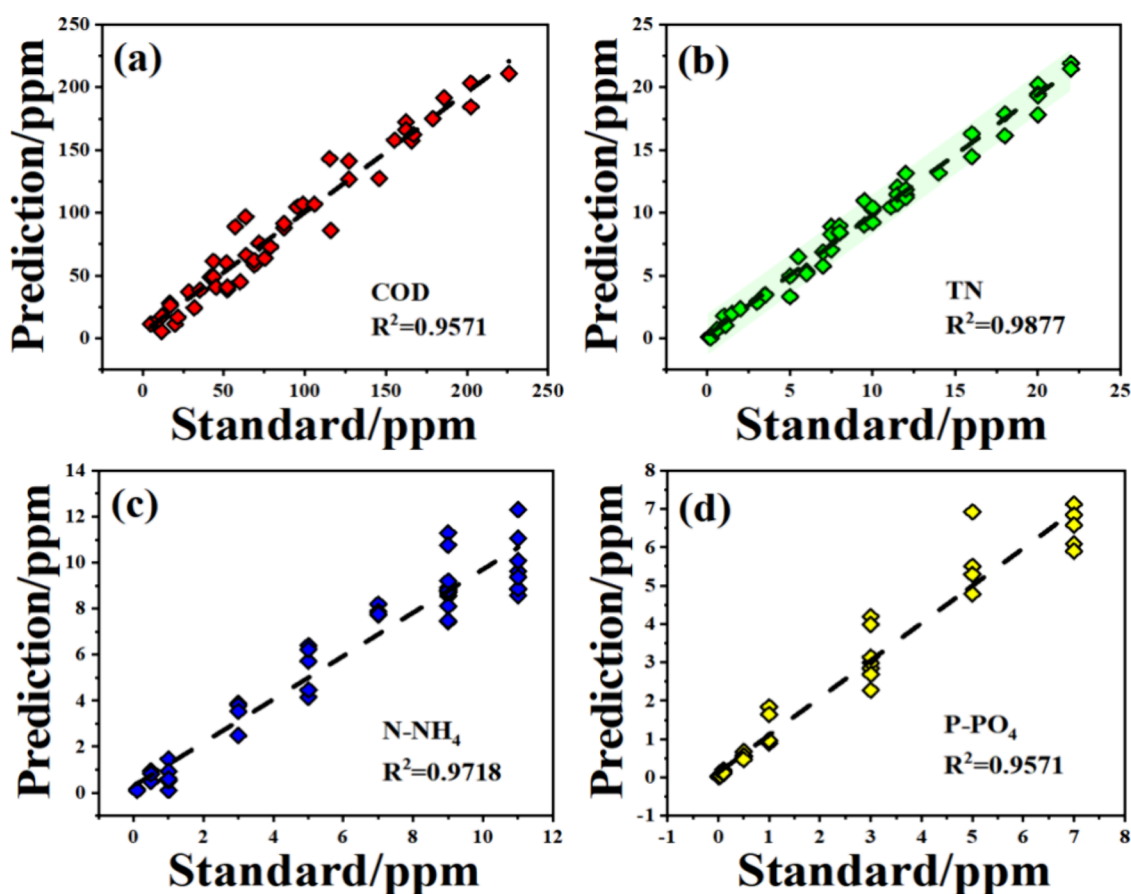 (a)
250
200
150
100
50
0
Prediction/ppm
COD
R²=0.9571
0 50 100 150 200 250
Standard/ppm
(b)
25
20
15
10
5
0
Prediction/ppm
TN
R²=0.9877
0 5 10 15 20 25
Standard/ppm
(c)
14
12
10
8
6
4
2
0
Prediction/ppm
N-NH₄
R²=0.9718
0 2 4 6 8 10 12
Standard/ppm
(d)
8
7
6
5
4
3
2
1
0
-1
Prediction/ppm
P-PO₄
R²=0.9571
0 1 2 3 4 5 6 7 8
Standard/ppm